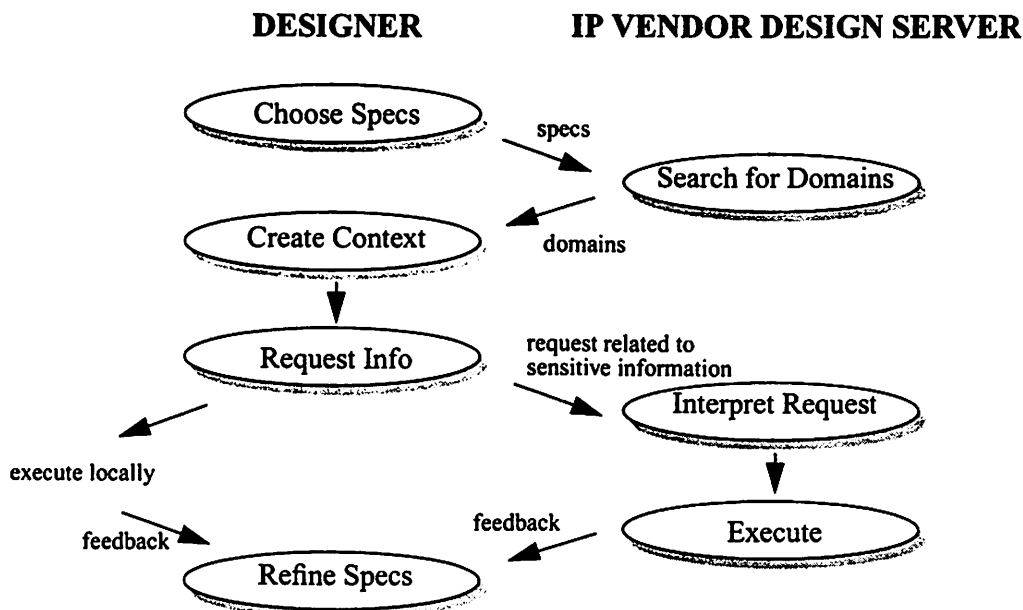 DESIGNER
IP VENDOR DESIGN SERVER
Choose Specs
specs
Search for Domains
Create Context
domains
Request Info
request related to
sensitive information
Interpret Request
execute locally
feedback
feedback
Execute
Refine Specs